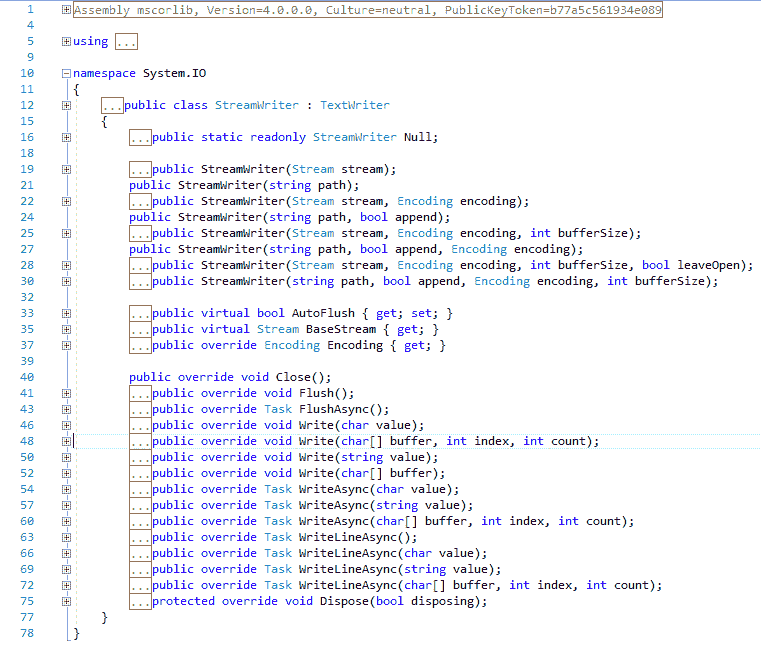 1 Assembly mscorlib, Version=4.0.0.0, Culture=neutral, PublicKeyToken=b77a5c561934e089
4
5 using ...
9
10 namespace System.IO
11 {
12 ...public class StreamWriter : TextWriter
15 {
16 ...public static readonly StreamWriter Null;
18
19 ...public StreamWriter(Stream stream);
21 public StreamWriter(string path);
22 ...public StreamWriter(Stream stream, Encoding encoding);
24 public StreamWriter(string path, bool append);
25 ...public StreamWriter(Stream stream, Encoding encoding, int bufferSize);
27 public StreamWriter(string path, bool append, Encoding encoding);
28 ...public StreamWriter(Stream stream, Encoding encoding, int bufferSize, bool leaveOpen);
30 ...public StreamWriter(string path, bool append, Encoding encoding, int bufferSize);
32
33 ...public virtual bool AutoFlush { get; set; }
35 ...public virtual Stream BaseStream { get; }
37 ...public override Encoding Encoding { get; }
39
40 public override void Close();
41 ...public override void Flush();
43 ...public override Task FlushAsync();
46 ...public override void Write(char value);
48 ...public override void Write(char[] buffer, int index, int count);
50 ...public override void Write(string value);
52 ...public override void Write(char[] buffer);
54 ...public override Task WriteAsync(char value);
57 ...public override Task WriteAsync(string value);
60 ...public override Task WriteAsync(char[] buffer, int index, int count);
63 ...public override Task WriteLineAsync();
66 ...public override Task WriteLineAsync(char value);
69 ...public override Task WriteLineAsync(string value);
72 ...public override Task WriteLineAsync(char[] buffer, int index, int count);
75 ...protected override void Dispose(bool disposing);
77 }
78 }